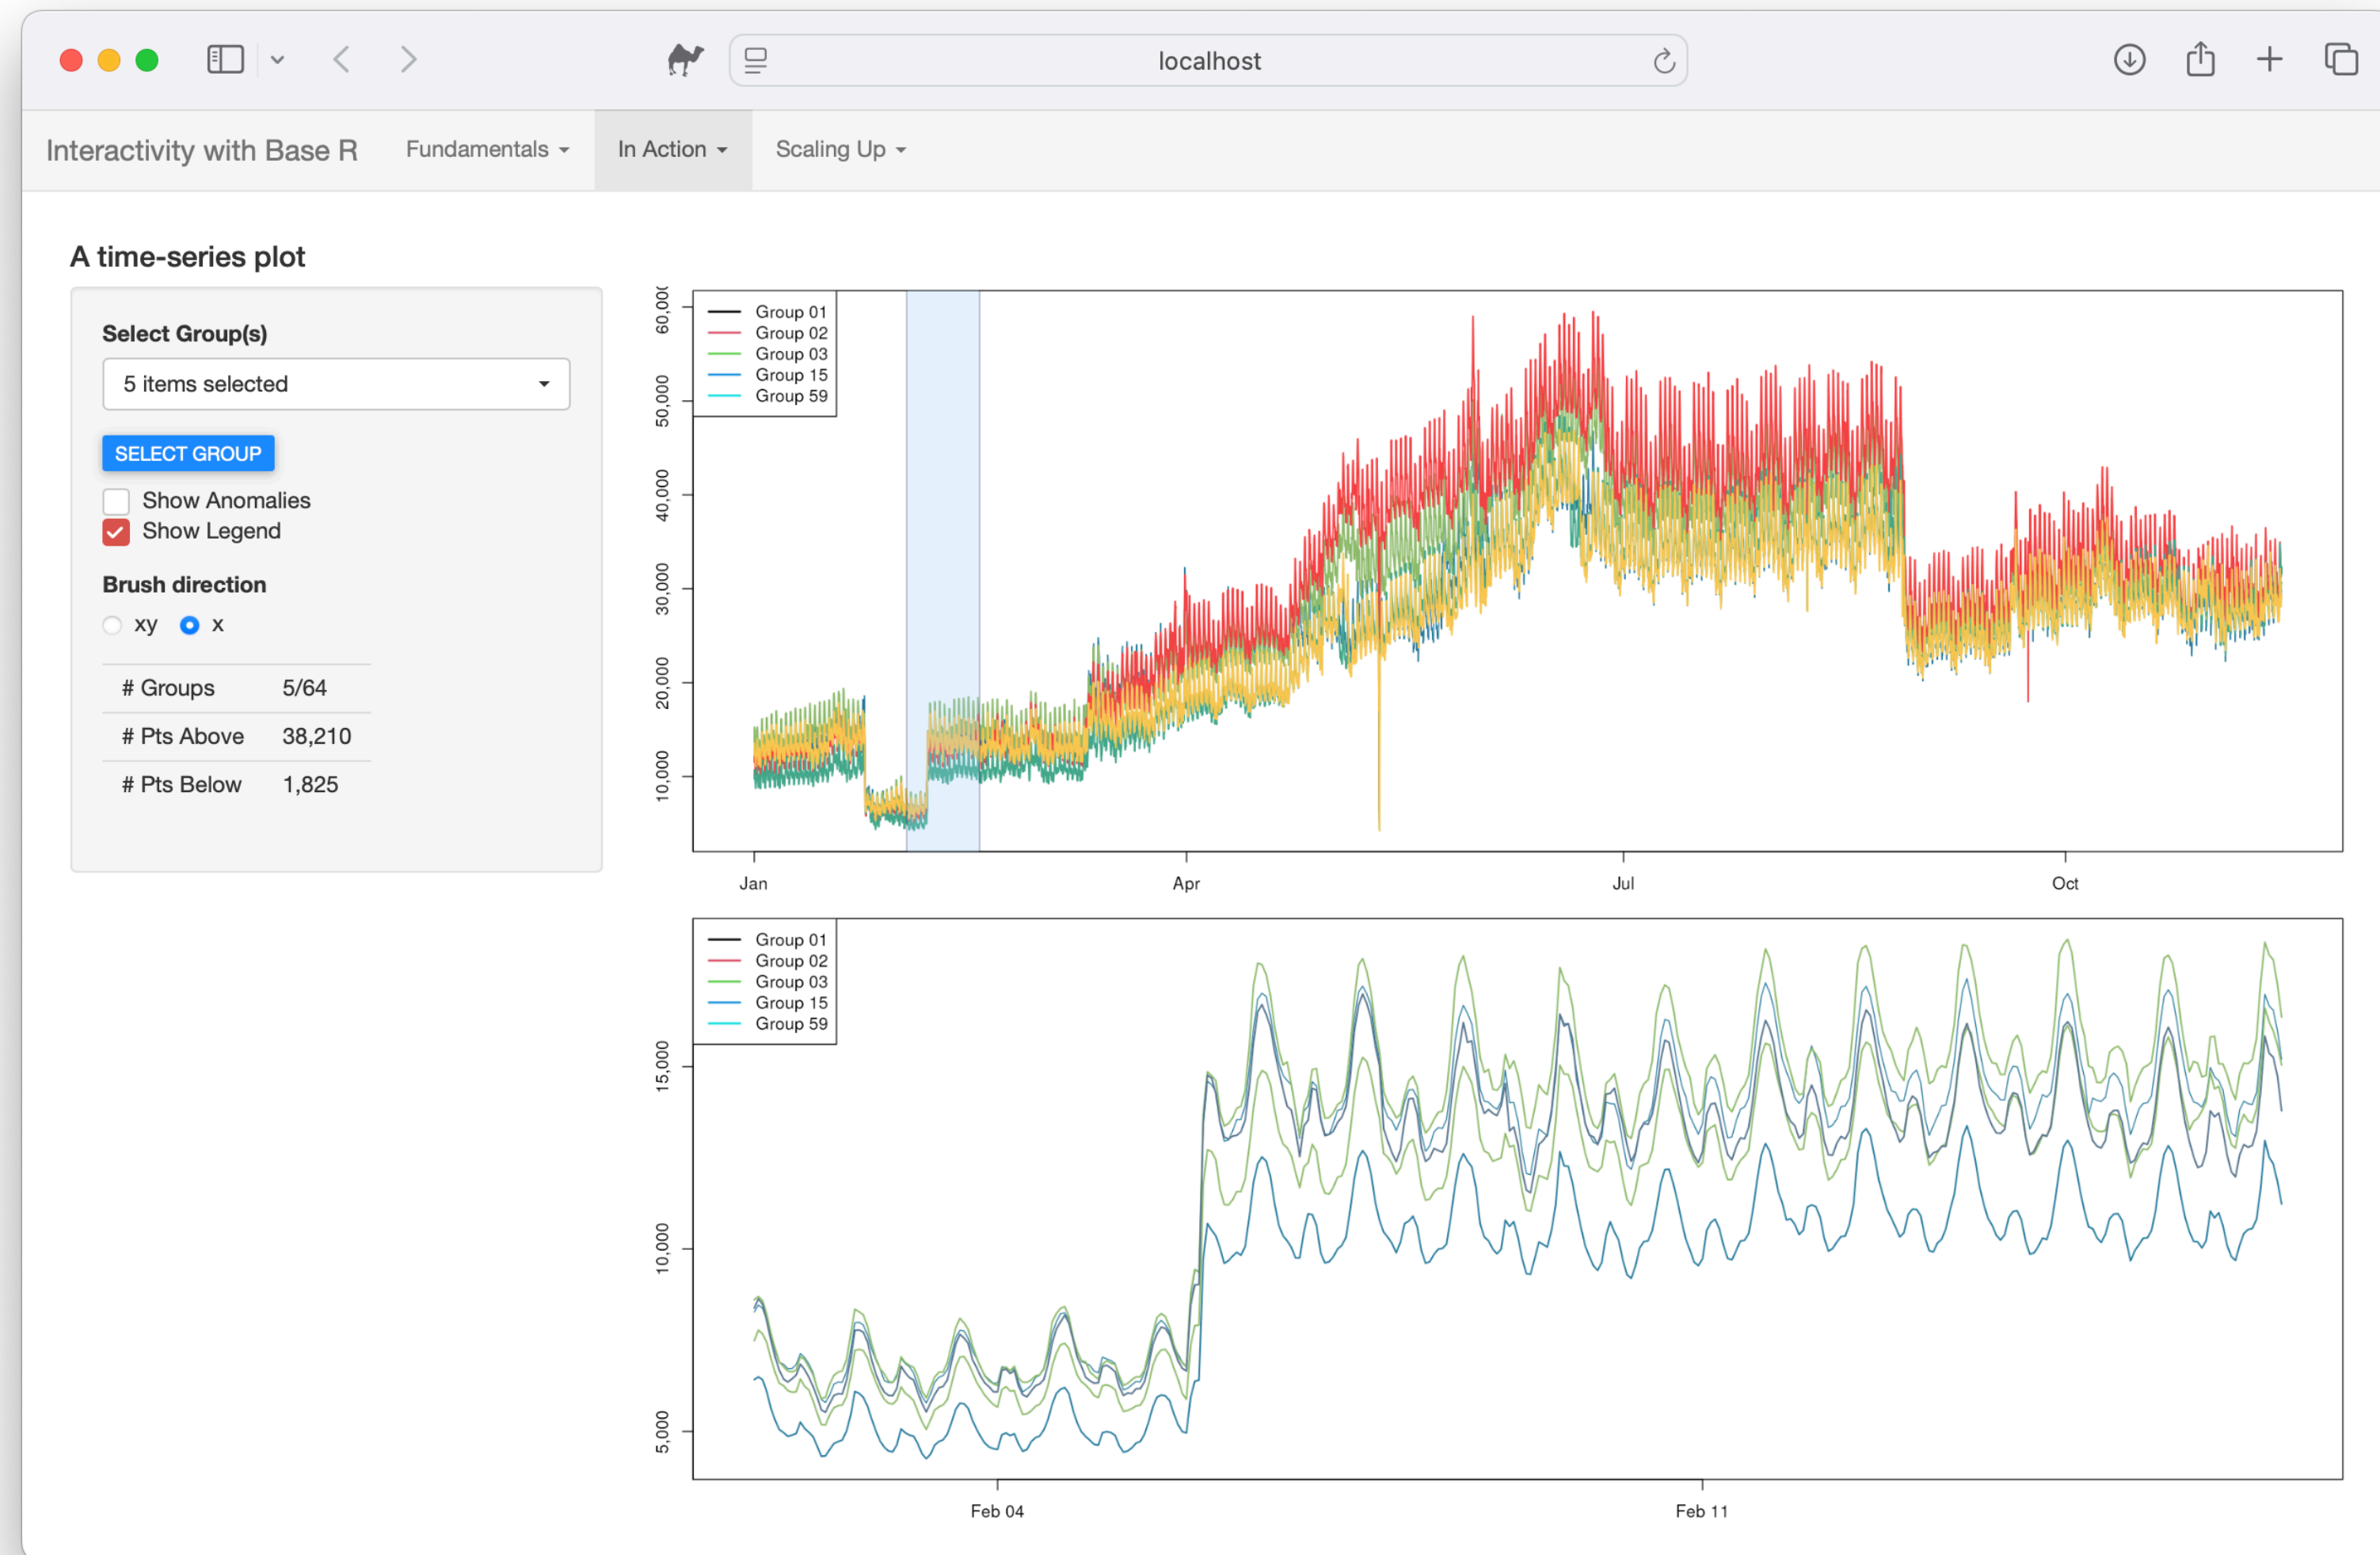 localhost
Interactivity with Base R Fundamentals In Action Scaling Up
A time-series plot
Select Group(s)
5 items selected
SELECT GROUP
Show Anomalies
Show Legend
Brush direction
xy x
# Groups 5/64
# Pts Above 38,210
# Pts Below 1,825
Group 01
Group 02
Group 03
Group 15
Group 59
60,00
50,000
40,000
30,000
20,000
10,000
Jan Apr Jul Oct
Group 01
Group 02
Group 03
Group 15
Group 59
15,000
10,000
5,000
Feb 04 Feb 11